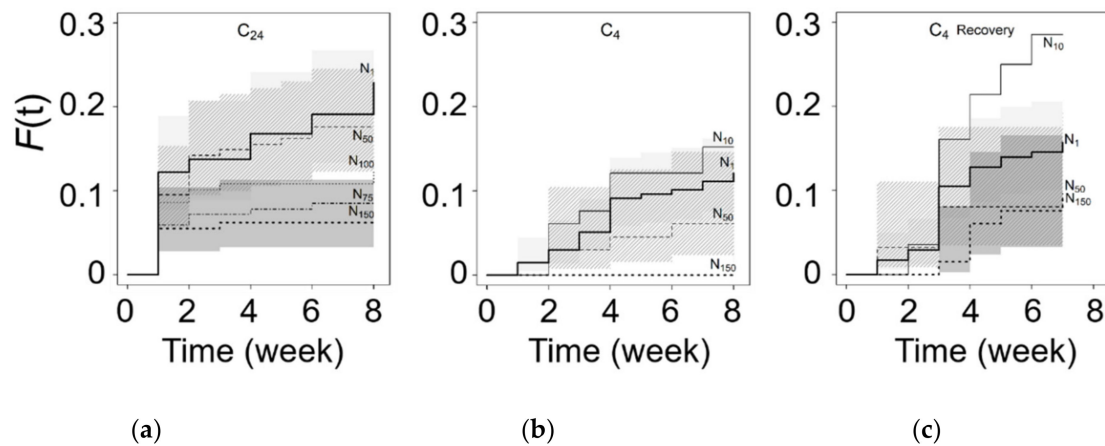 C24
C4
C4 Recovery
F(t)
0.3
0.2
0.1
0
N1
N50
N100
N75
N150
0 2 4 6 8
Time (week)
0.3
0.2
0.1
0
N10
N1
N50
N150
0 2 4 6 8
Time (week)
0.3
0.2
0.1
0
N10
N1
N50
N150
0 2 4 6 8
Time (week)
(a) (b) (c)